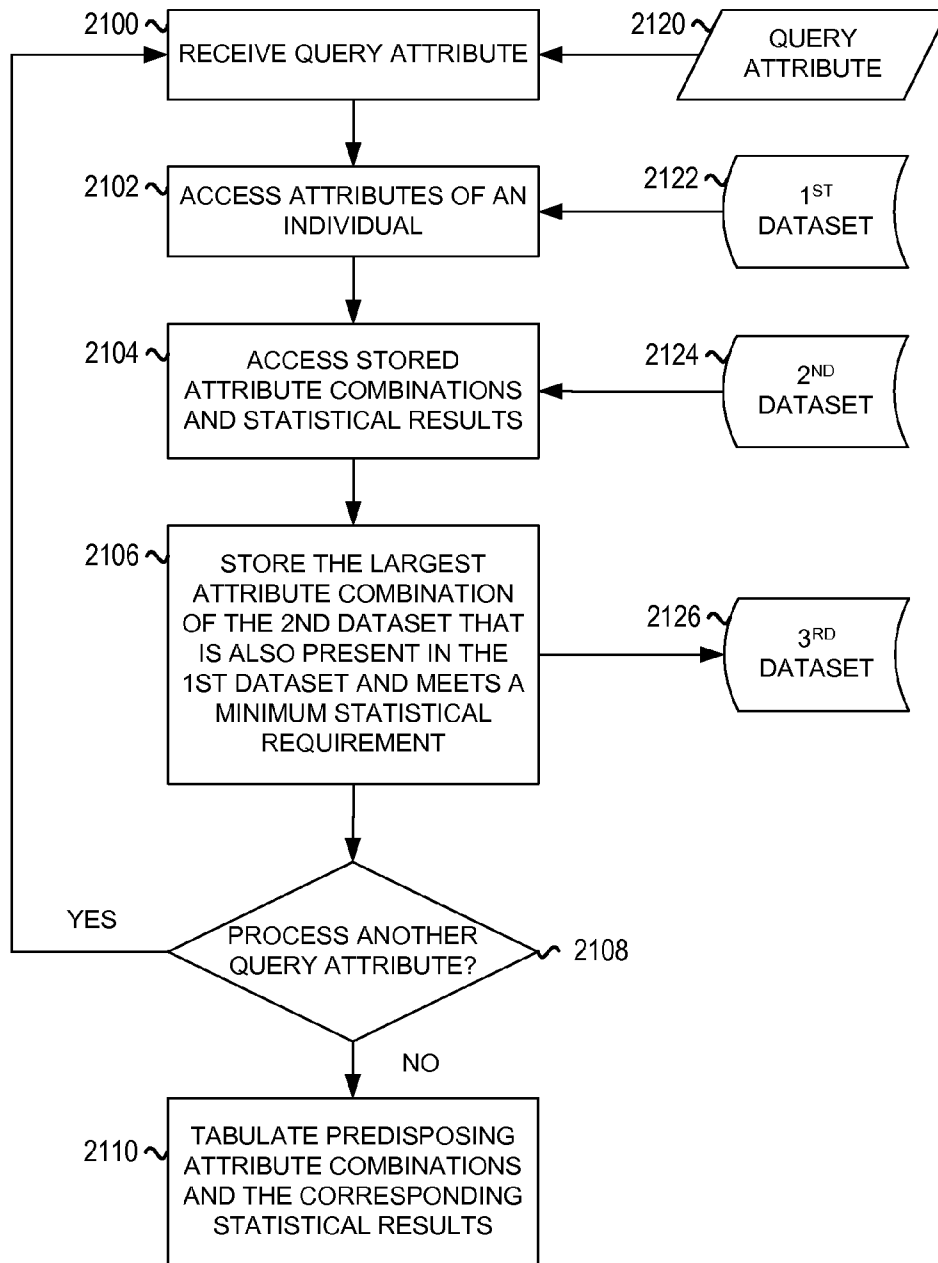 2100
RECEIVE QUERY ATTRIBUTE
2120
QUERY
ATTRIBUTE
2102
ACCESS ATTRIBUTES OF AN
INDIVIDUAL
2122
1ST
DATASET
2104
ACCESS STORED
ATTRIBUTE COMBINATIONS
AND STATISTICAL RESULTS
2124
2ND
DATASET
2106
STORE THE LARGEST
ATTRIBUTE COMBINATION
OF THE 2ND DATASET THAT
IS ALSO PRESENT IN THE
1ST DATASET AND MEETS A
MINIMUM STATISTICAL
REQUIREMENT
2126
3RD
DATASET
YES
PROCESS ANOTHER
QUERY ATTRIBUTE?
2108
NO
2110
TABULATE PREDISPOSING
ATTRIBUTE COMBINATIONS
AND THE CORRESPONDING
STATISTICAL RESULTS